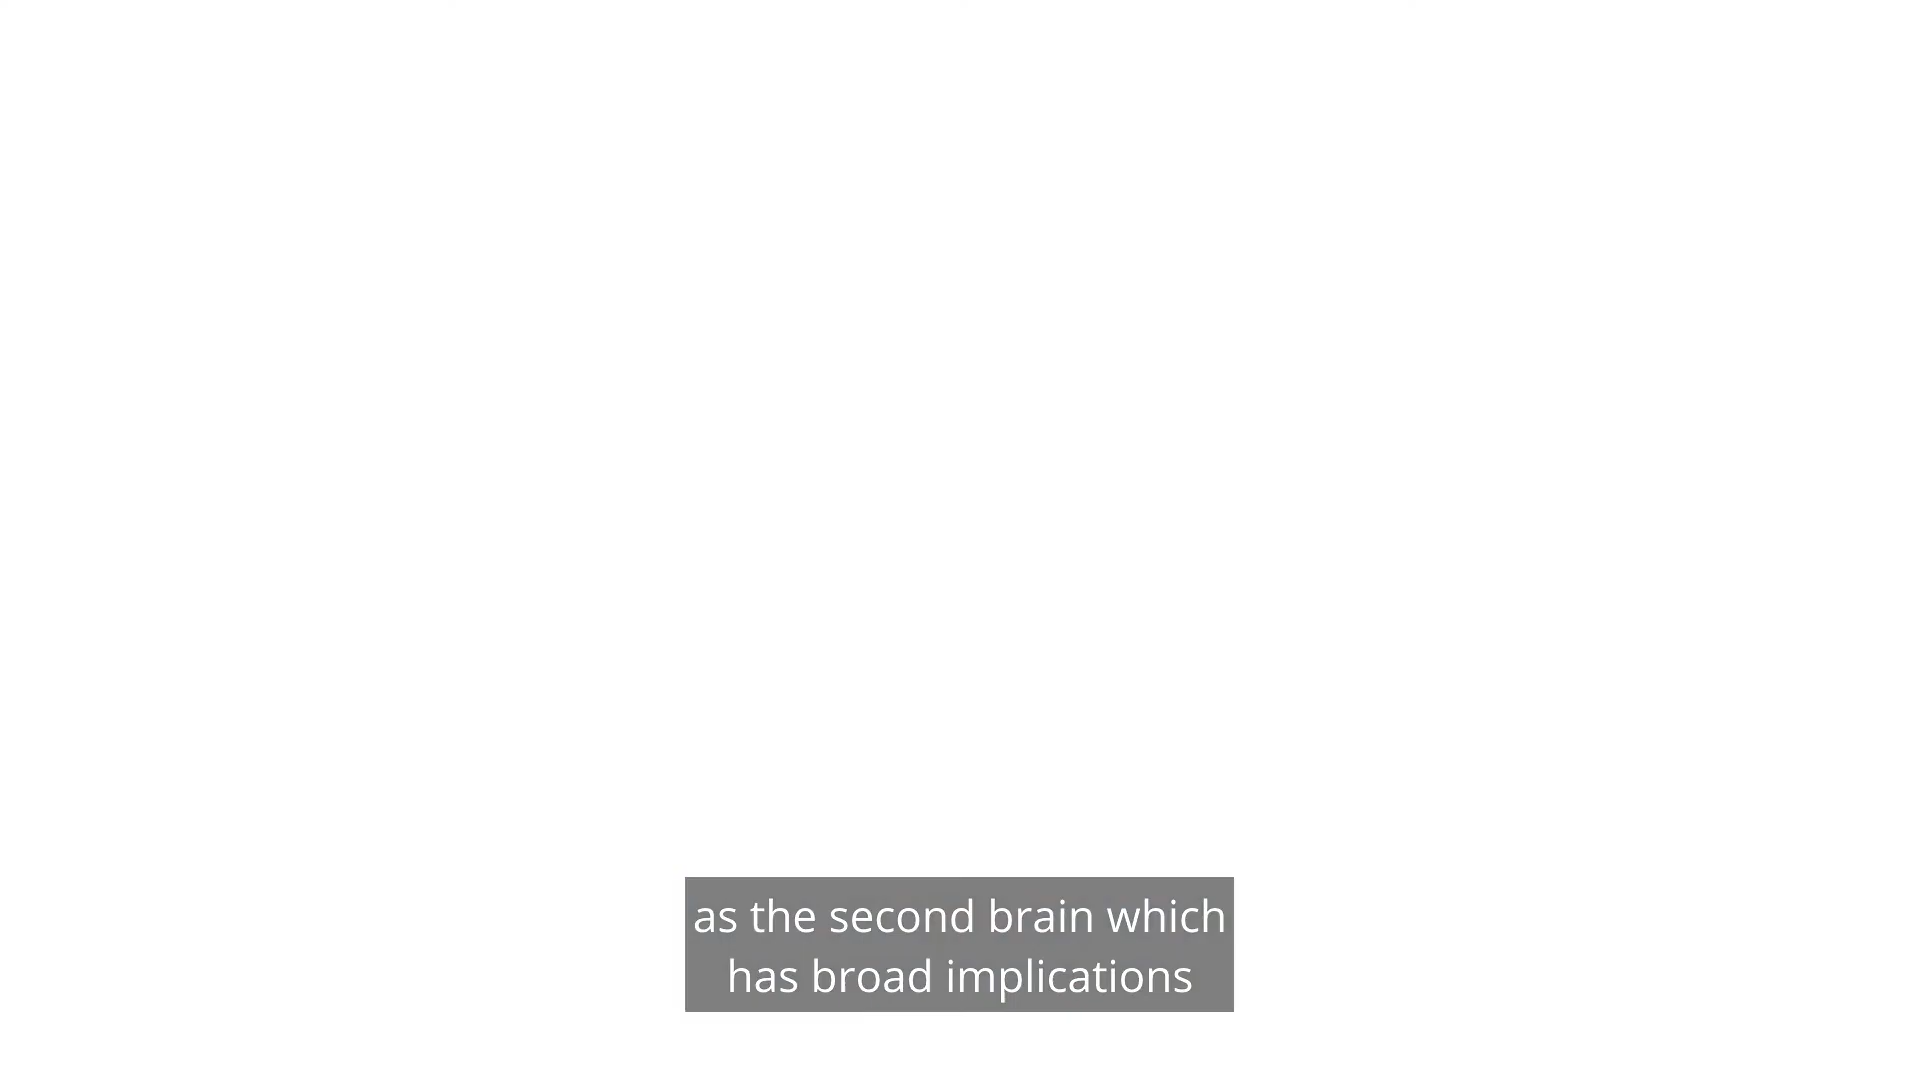 as the second brain which
has broad implications